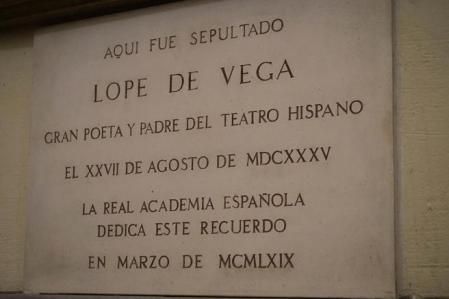 AQUI FUE SEPULTADO
LOPE DE VEGA
GRAN POETA Y PADRE DEL TEATRO HISPANO
EL XXVII DE AGOSTO DE MDCXXXV
LA REAL ACADEMIA ESPAÑOLA
DEDICA ESTE RECUERDO
EN MARZO DE MCMLXIX